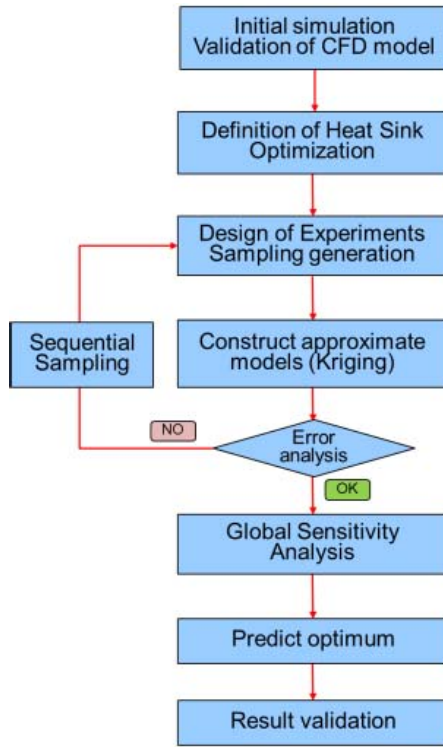 Initial simulation
Validation of CFD model
Definition of Heat Sink
Optimization
Design of Experiments
Sampling generation
Sequential
Sampling
Construct approximate
models (Kriging)
NO
Error
analysis
OK
Global Sensitivity
Analysis
Predict optimum
Result validation